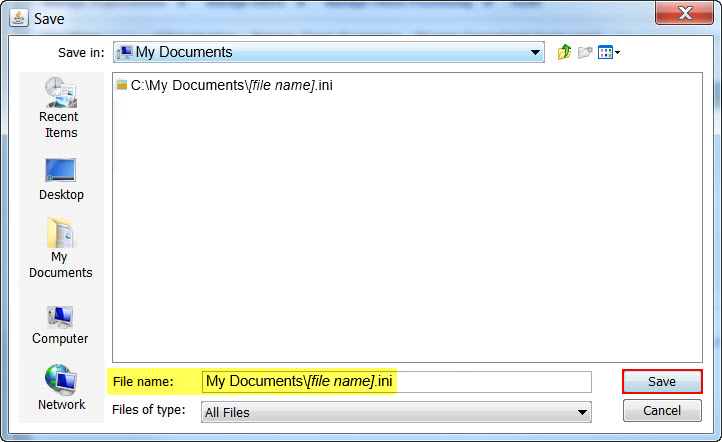 Save
Save in: My Documents
C:\My Documents\[file name].ini
Recent
Items
Desktop
My
Documents
Computer
Network
File name: My Documents\[file name].ini Save
Files of type: All Files Cancel